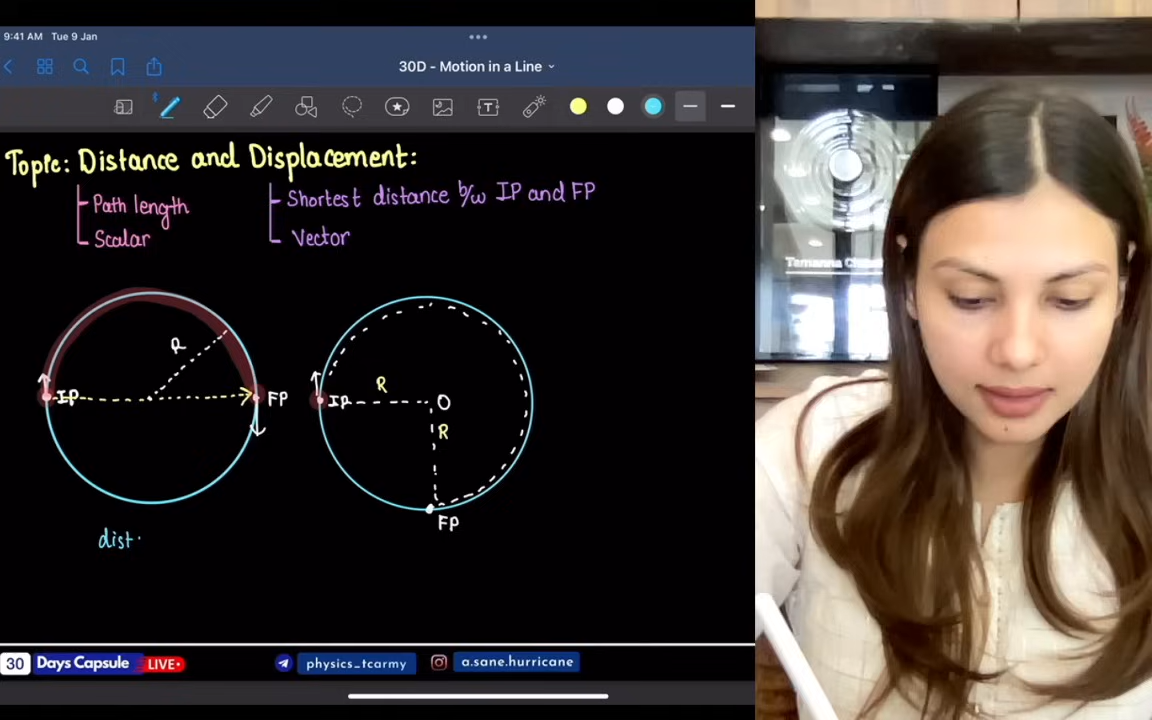 9:41 AM Tue 9 Jan
30D - Motion in a Line
T
Topic: Distance and Displacement:
Path length
Scalar
Shortest distance b/w IP and FP
Vector
R
IP
FP
IP
R
O
R
FP
dist.
30 Days Capsule LIVE
physics_tcarmy
a.sane.hurricane